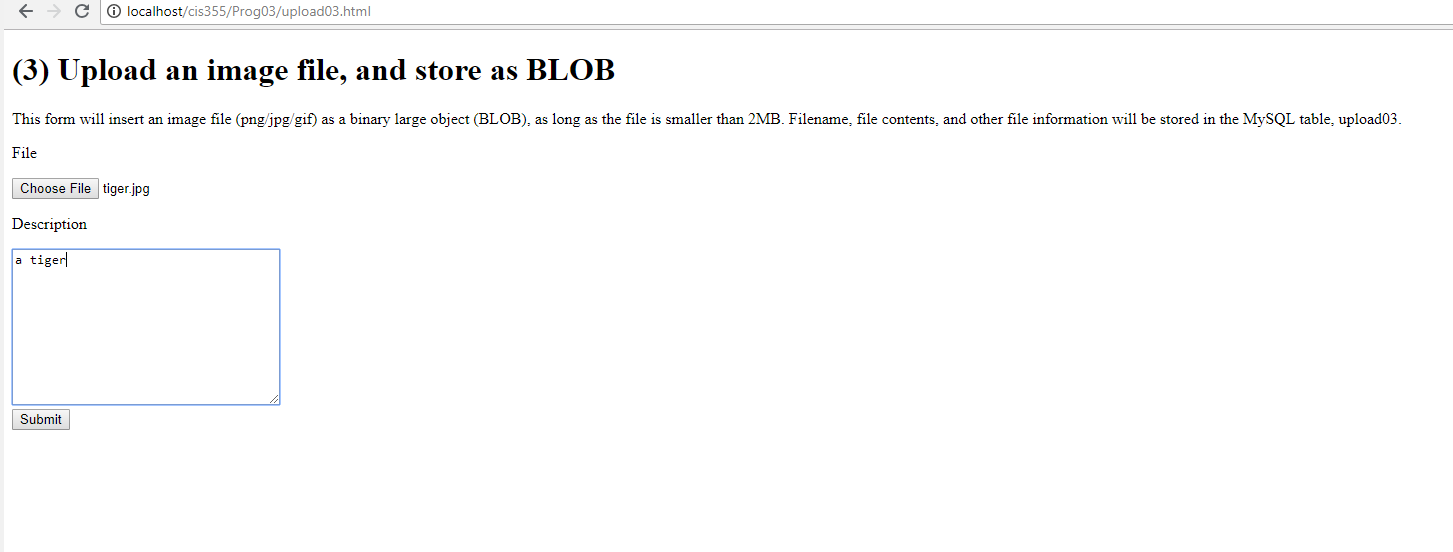 localhost/cis355/Prog03/upload03.html
(3) Upload an image file, and store as BLOB
This form will insert an image file (png/jpg/gif) as a binary large object (BLOB), as long as the file is smaller than 2MB. Filename, file contents, and other file information will be stored in the MySQL table, upload03.
File
Choose File tiger.jpg
Description
a tiger
Submit